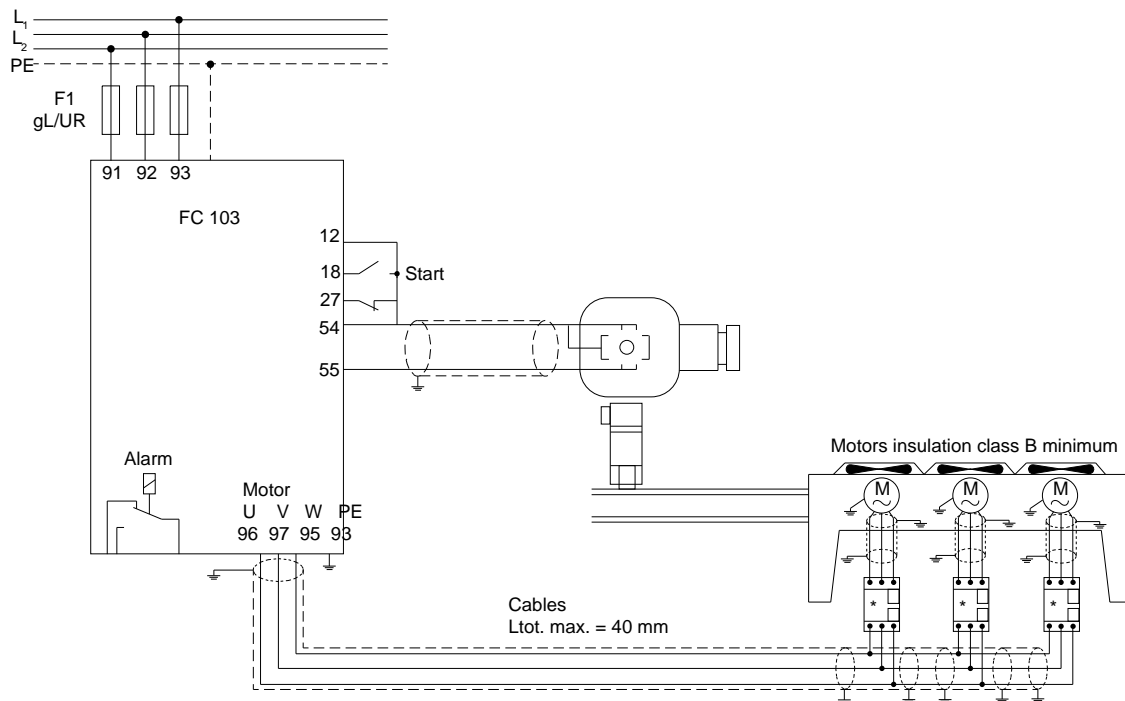 L1
L2
PE
F1
gL/UR
91 92 93
FC 103
12
18 Start
27
54
55
Alarm
Motor
U V W PE
96 97 95 93
Motors insulation class B minimum
M M M
* * *
Cables
Ltot. max. = 40 mm